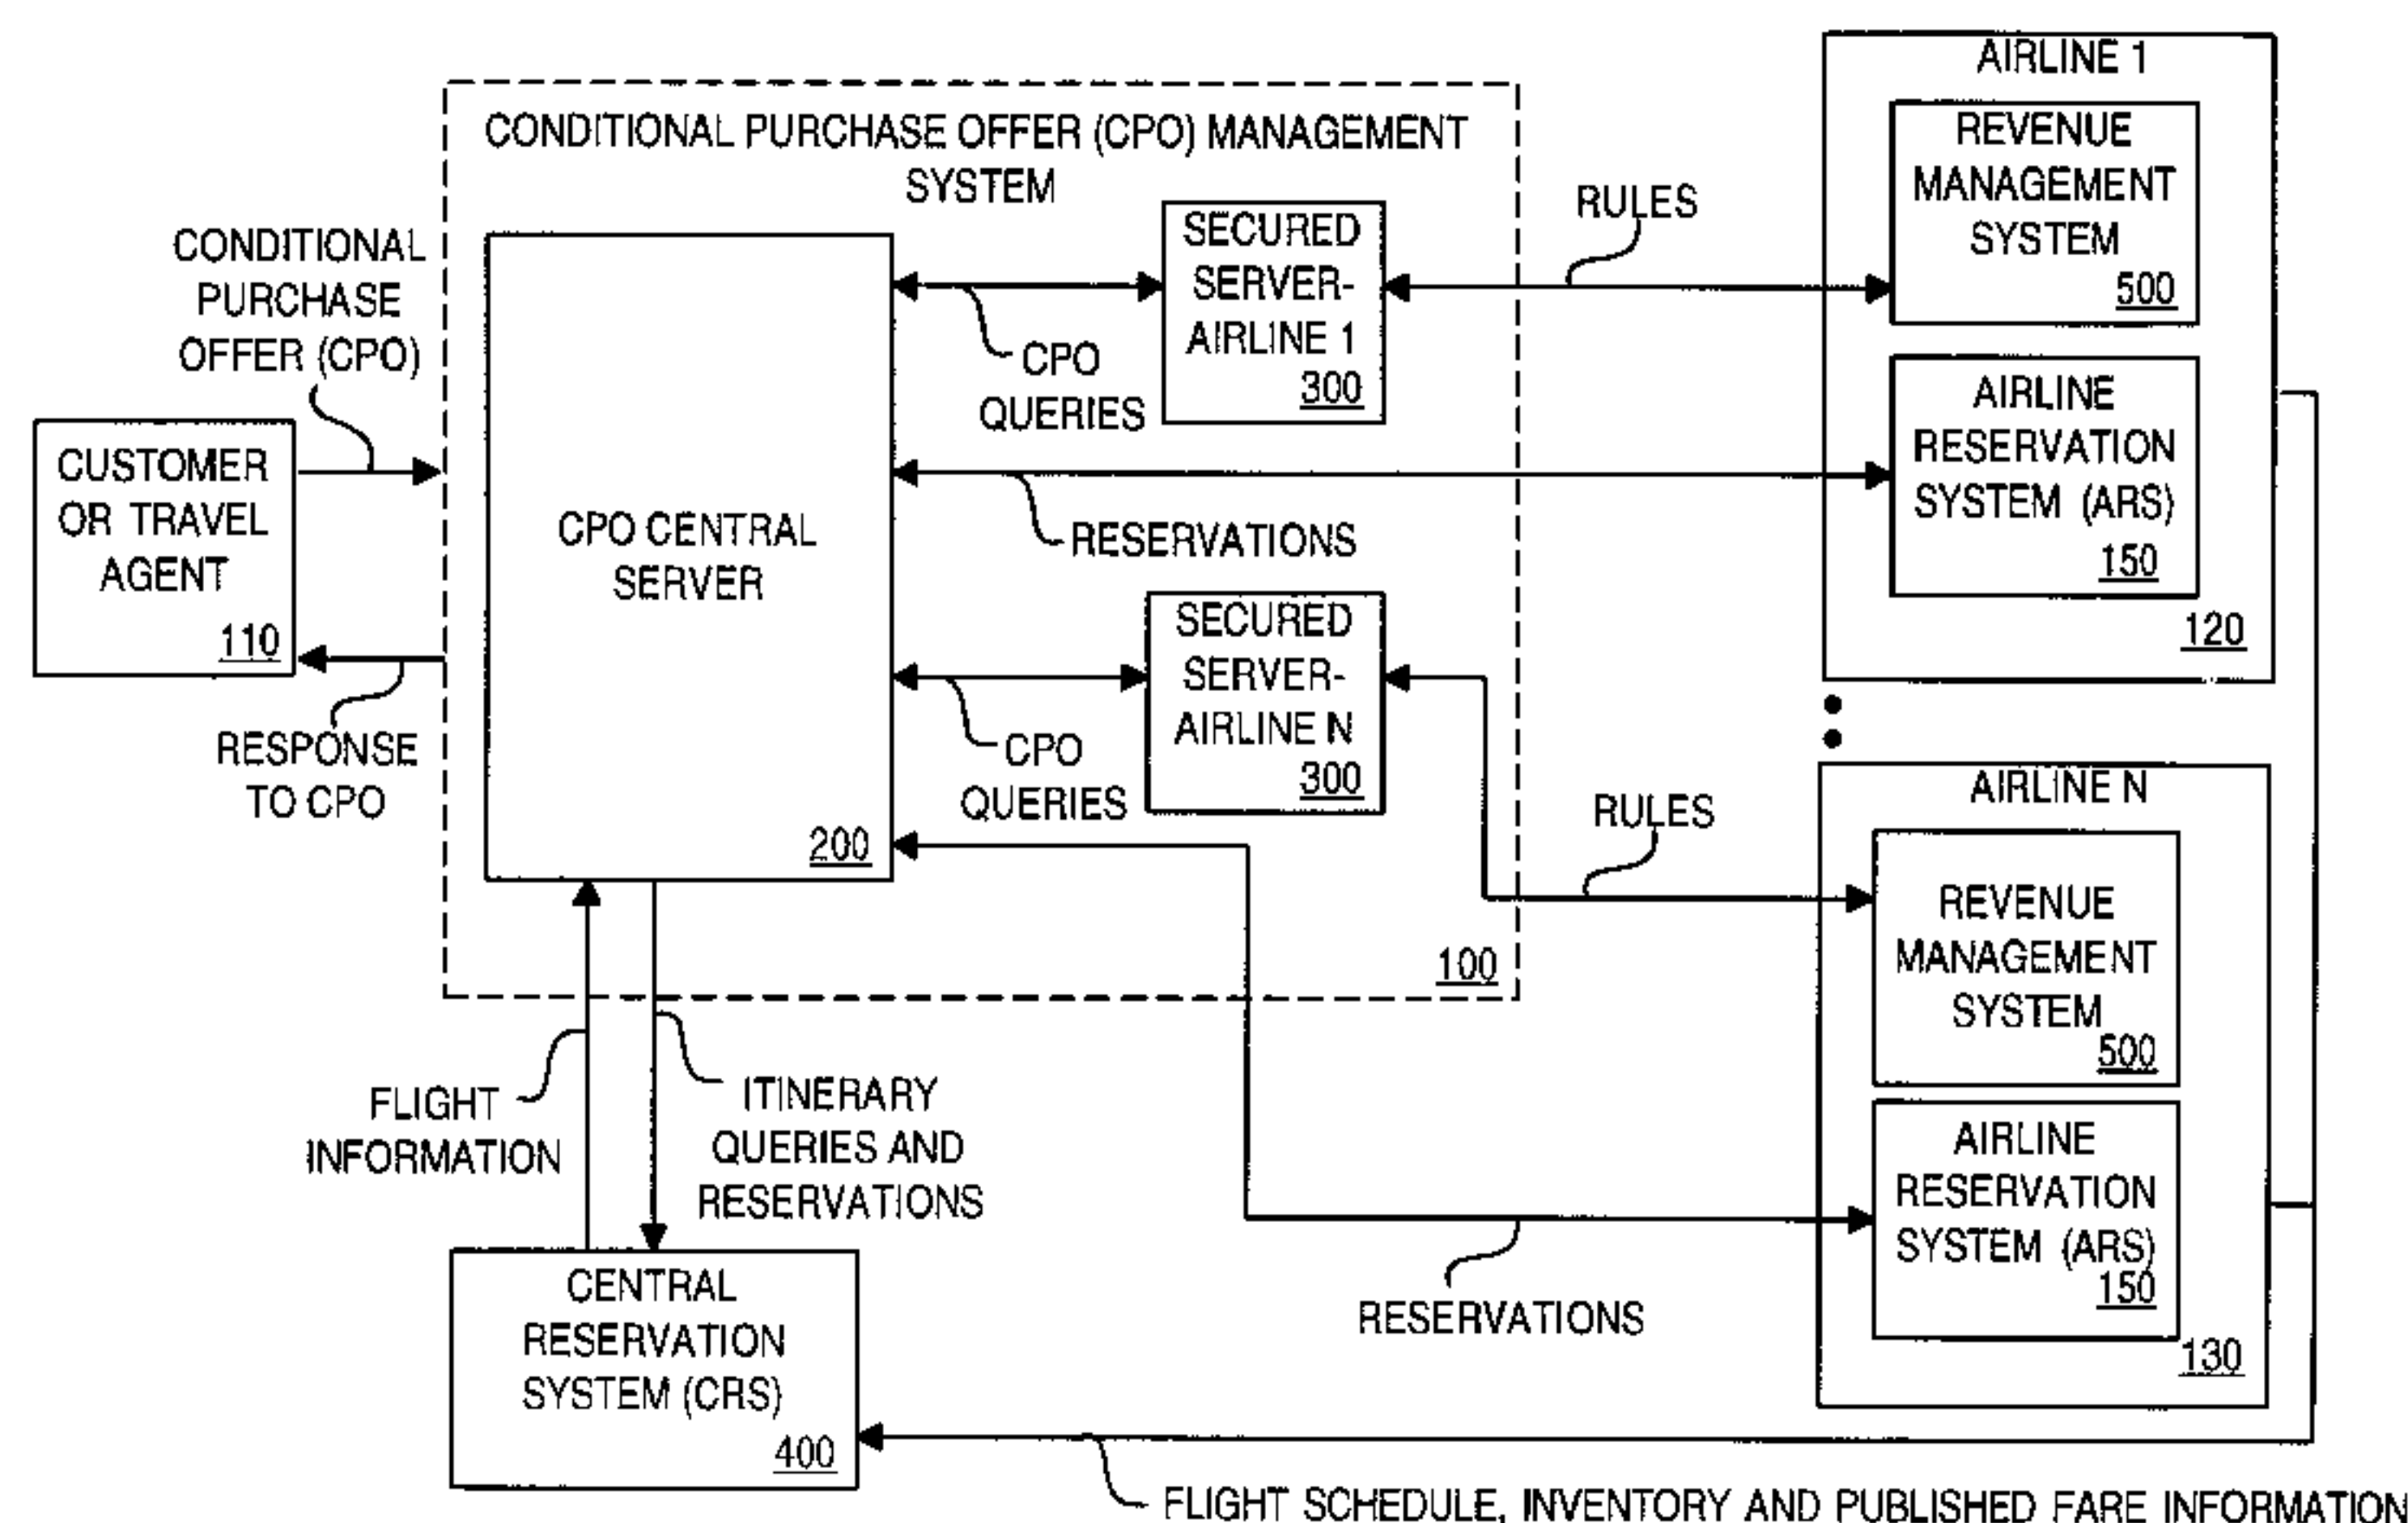 AIRLINE 1
REVENUE
MANAGEMENT
SYSTEM
500
AIRLINE
RESERVATION
SYSTEM (ARS)
150
120
CONDITIONAL PURCHASE OFFER (CPO) MANAGEMENT
SYSTEM
SECURED
SERVER-
AIRLINE 1
300
RULES
CONDITIONAL
PURCHASE
OFFER (CPO)
CPO
QUERIES
CUSTOMER
OR TRAVEL
AGENT
110
CPO CENTRAL
SERVER
200
RESERVATIONS
SECURED
SERVER-
AIRLINE N
300
RESPONSE
TO CPO
CPO
QUERIES
RULES
100
AIRLINE N
REVENUE
MANAGEMENT
SYSTEM
500
AIRLINE
RESERVATION
SYSTEM (ARS)
150
130
FLIGHT
INFORMATION
ITINERARY
QUERIES AND
RESERVATIONS
RESERVATIONS
CENTRAL
RESERVATION
SYSTEM (CRS)
400
FLIGHT SCHEDULE, INVENTORY AND PUBLISHED FARE INFORMATION